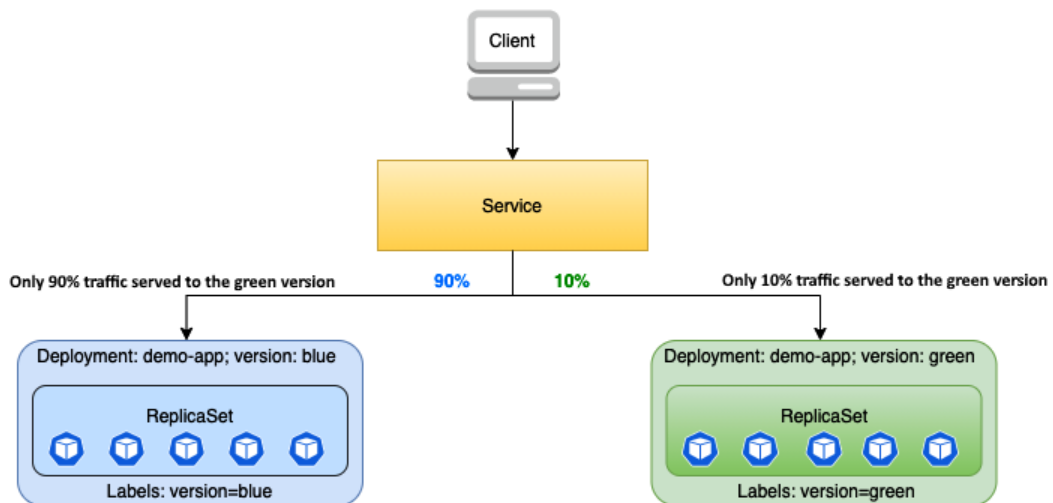 Client
Service
Only 90% traffic served to the green version
90%
10%
Only 10% traffic served to the green version
Deployment: demo-app; version: blue
Deployment: demo-app; version: green
ReplicaSet
ReplicaSet
Labels: version=blue
Labels: version=green